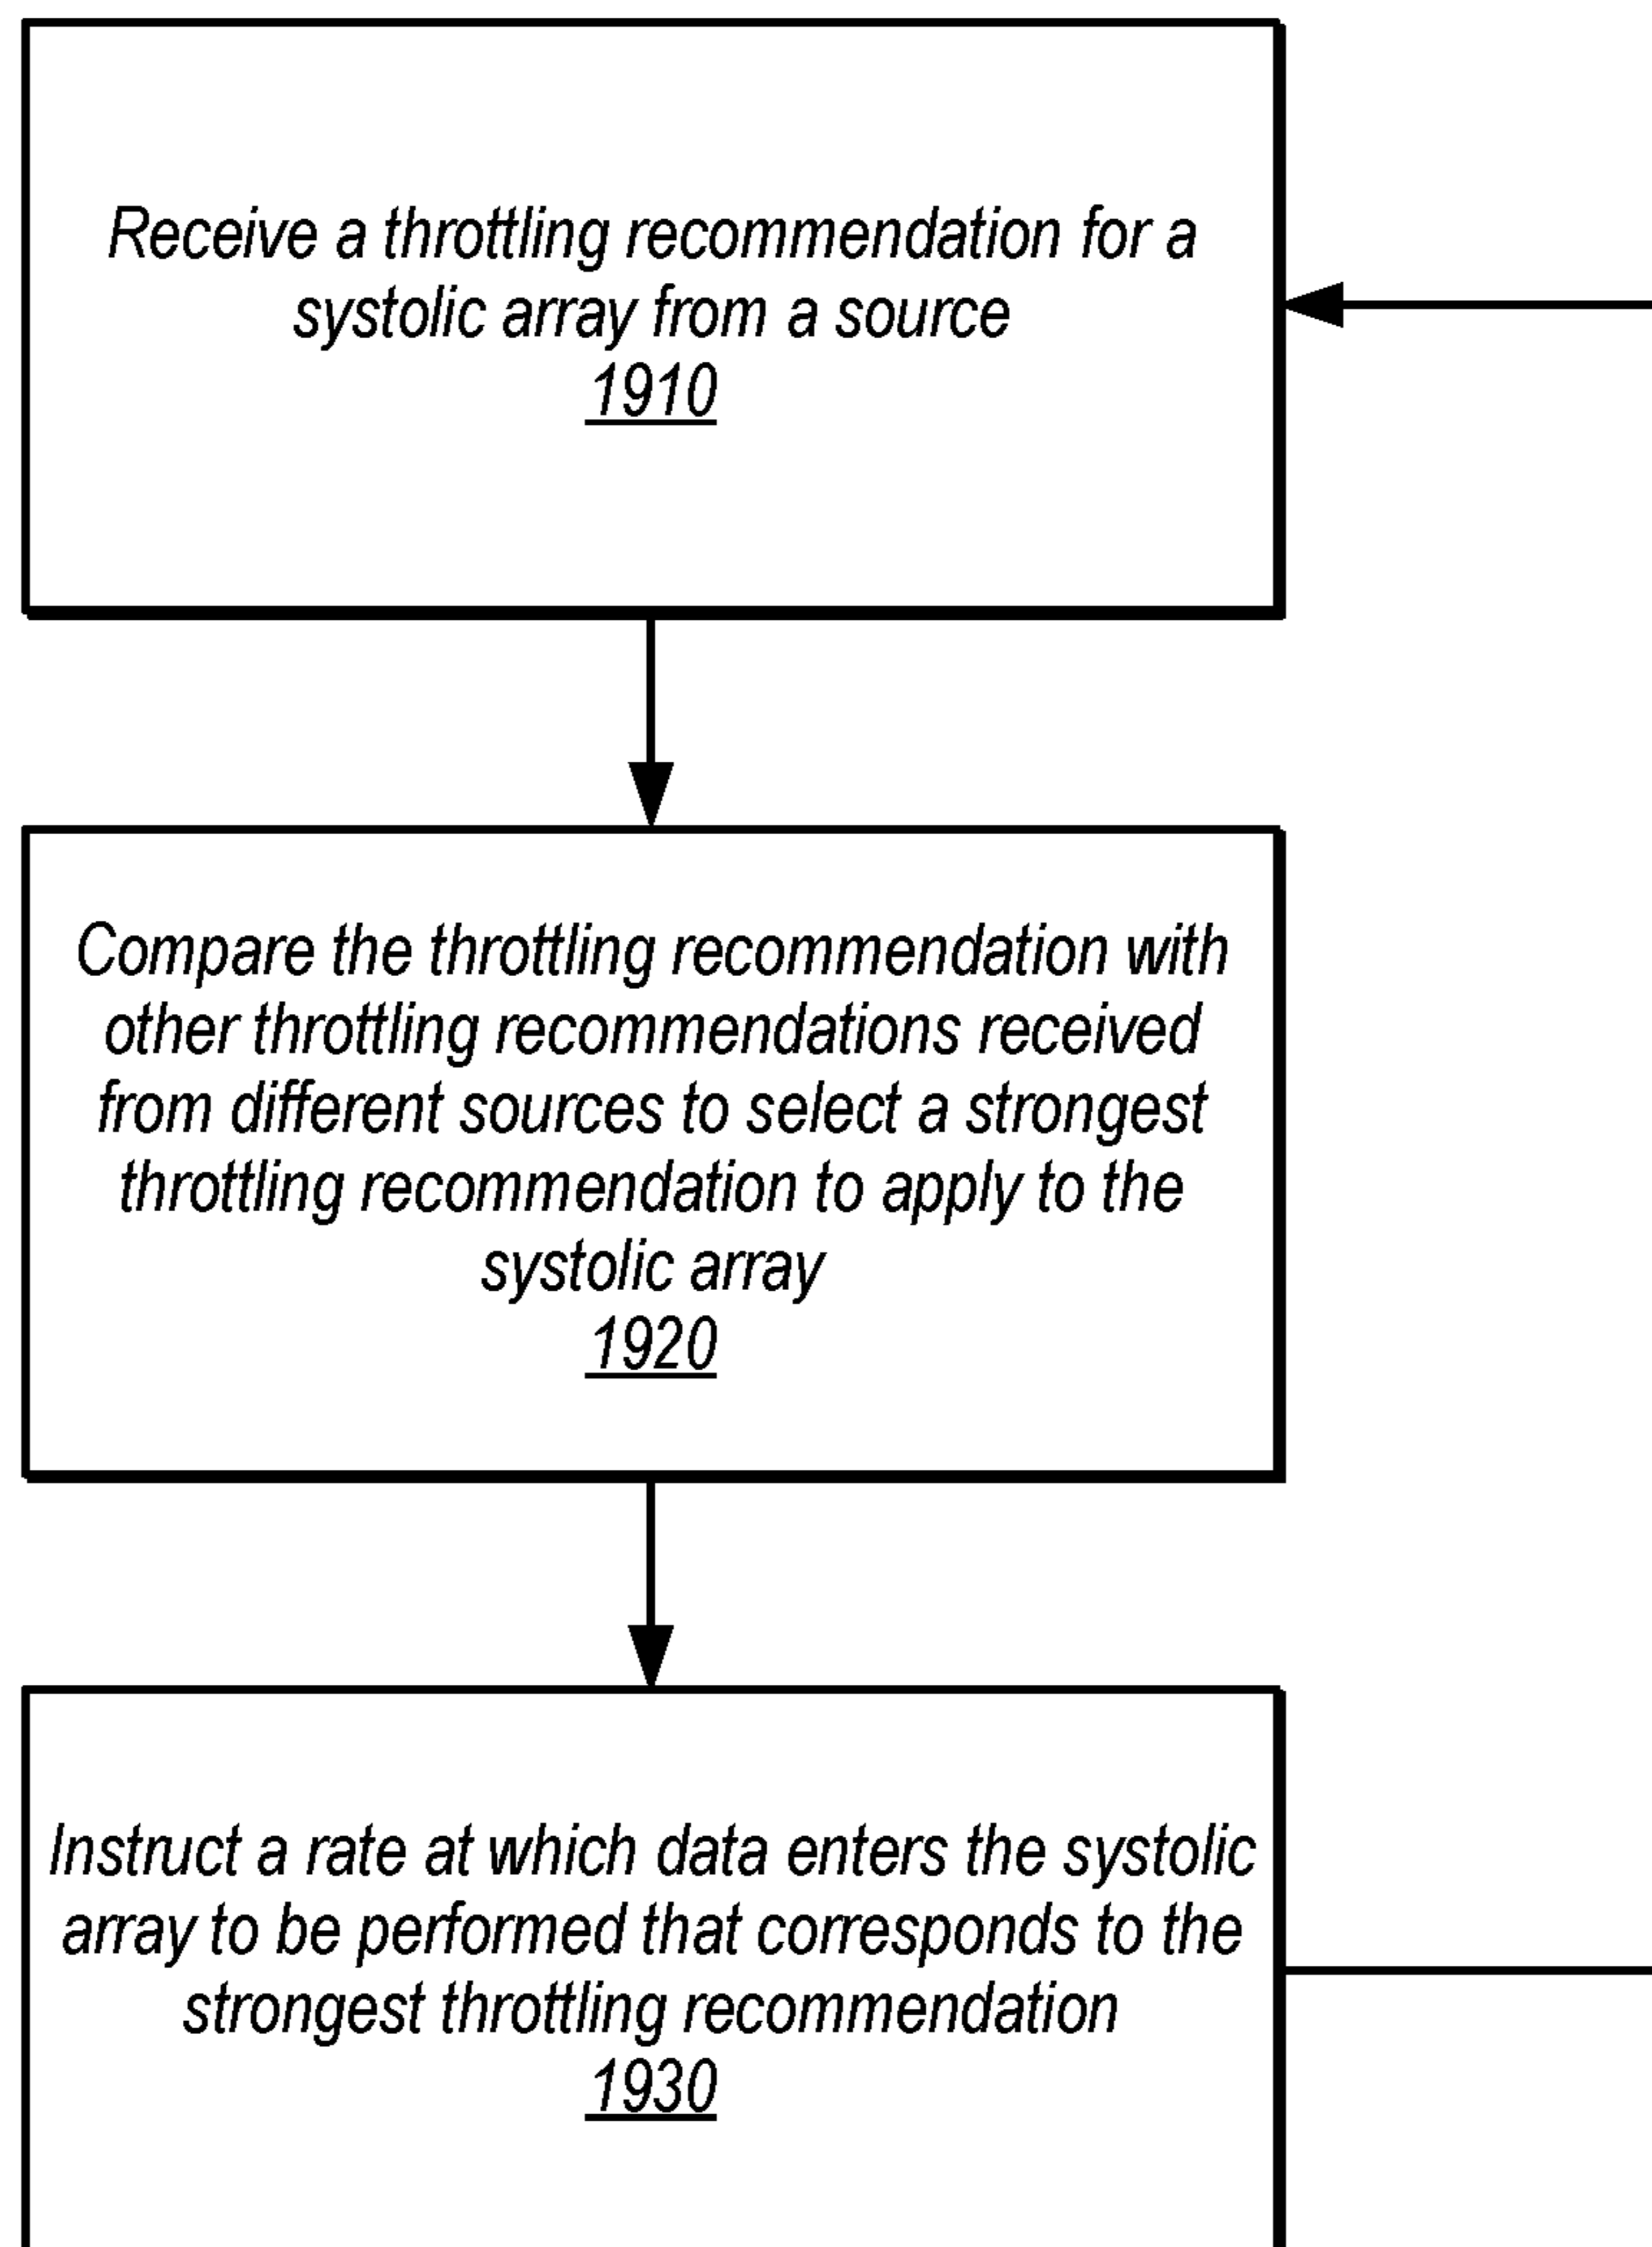 Receive a throttling recommendation for a
systolic array from a source
1910
Compare the throttling recommendation with
other throttling recommendations received
from different sources to select a strongest
throttling recommendation to apply to the
systolic array
1920
Instruct a rate at which data enters the systolic
array to be performed that corresponds to the
strongest throttling recommendation
1930